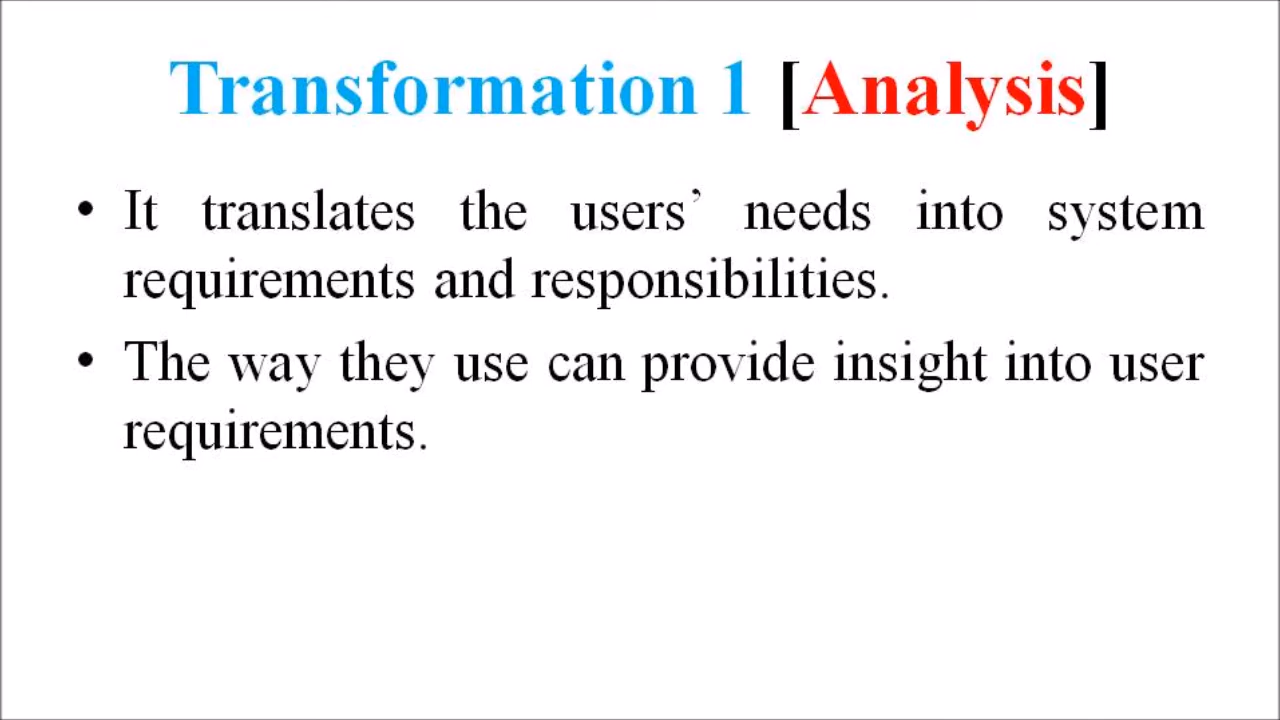 Transformation 1 [Analysis]
• It translates the users’ needs into system
requirements and responsibilities.
• The way they use can provide insight into user
requirements.